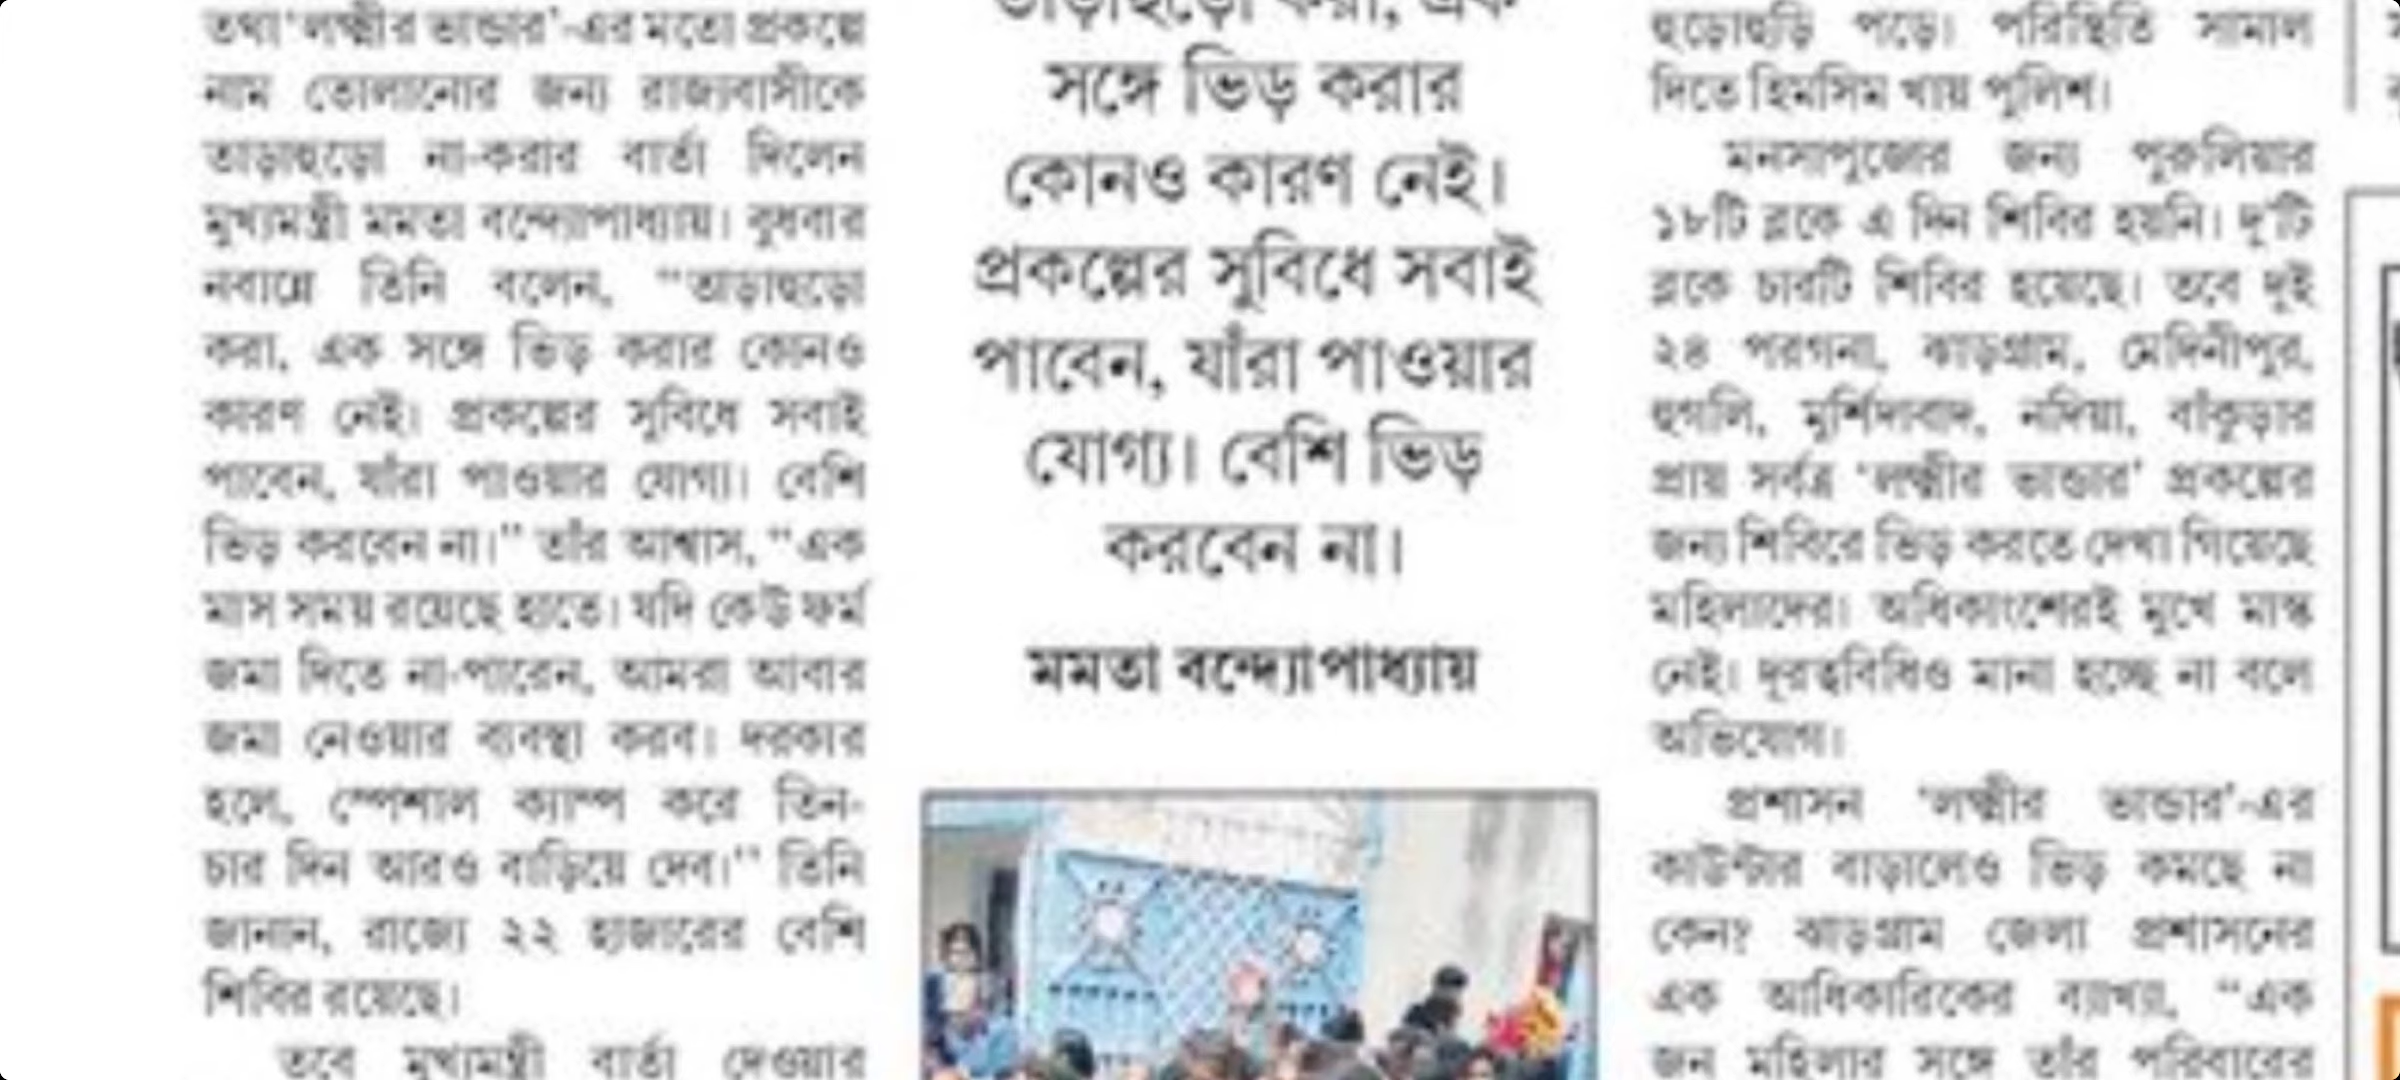 তথা 'লক্ষ্মীর ভান্ডার'-এর মতো প্রকল্পে
নাম তোলানোর জন্য রাজ্যবাসীকে
তাড়াহুড়ো না-করার বার্তা দিলেন
মুখ্যমন্ত্রী মমতা বন্দ্যোপাধ্যায়। বুধবার
নবান্নে তিনি বলেন, ‘‘তাড়াহুড়ো
করা, এক সঙ্গে ভিড় করার কোনও
কারণ নেই। প্রকল্পের সুবিধে সবাই
পাবেন, যাঁরা পাওয়ার যোগ্য। বেশি
ভিড় করবেন না।’’ তাঁর আশ্বাস, ‘‘এক
মাস সময় রয়েছে হাতে। যদি কেউ ফর্ম
জমা দিতে না-পারেন, আমরা আবার
জমা নেওয়ার ব্যবস্থা করব। দরকার
হলে, স্পেশাল ক্যাম্প করে তিন-
চার দিন আরও বাড়িয়ে দেব।’’ তিনি
জানান, রাজ্যে ২২ হাজারের বেশি
শিবির রয়েছে।
তবে মুখ্যমন্ত্রী বার্তা দেওয়ার
তাড়াহুড়ো করা, এক
সঙ্গে ভিড় করার
কোনও কারণ নেই।
প্রকল্পের সুবিধে সবাই
পাবেন, যাঁরা পাওয়ার
যোগ্য। বেশি ভিড়
করবেন না।
মমতা বন্দ্যোপাধ্যায়
হুড়োহুড়ি পড়ে। পরিস্থিতি সামাল
দিতে হিমসিম খায় পুলিশ।
মনসাপুজোর জন্য পুরুলিয়ার
১৮টি ব্লকে এ দিন শিবির হয়নি। দু'টি
ব্লকে চারটি শিবির হয়েছে। তবে দুই
২৪ পরগনা, ঝাড়গ্রাম, মেদিনীপুর,
হুগলি, মুর্শিদাবাদ, নদিয়া, বাঁকুড়ার
প্রায় সর্বত্র 'লক্ষ্মীর ভান্ডার' প্রকল্পের
জন্য শিবিরে ভিড় করতে দেখা গিয়েছে
মহিলাদের। অধিকাংশেরই মুখে মাস্ক
নেই। দূরত্ববিধিও মানা হচ্ছে না বলে
অভিযোগ।
প্রশাসন 'লক্ষ্মীর ভান্ডার'-এর
কাউন্টার বাড়ালেও ভিড় কমছে না
কেন? ঝাড়গ্রাম জেলা প্রশাসনের
এক আধিকারিকের ব্যাখ্যা, ‘‘এক
জন মহিলার সঙ্গে তাঁর পরিবারের